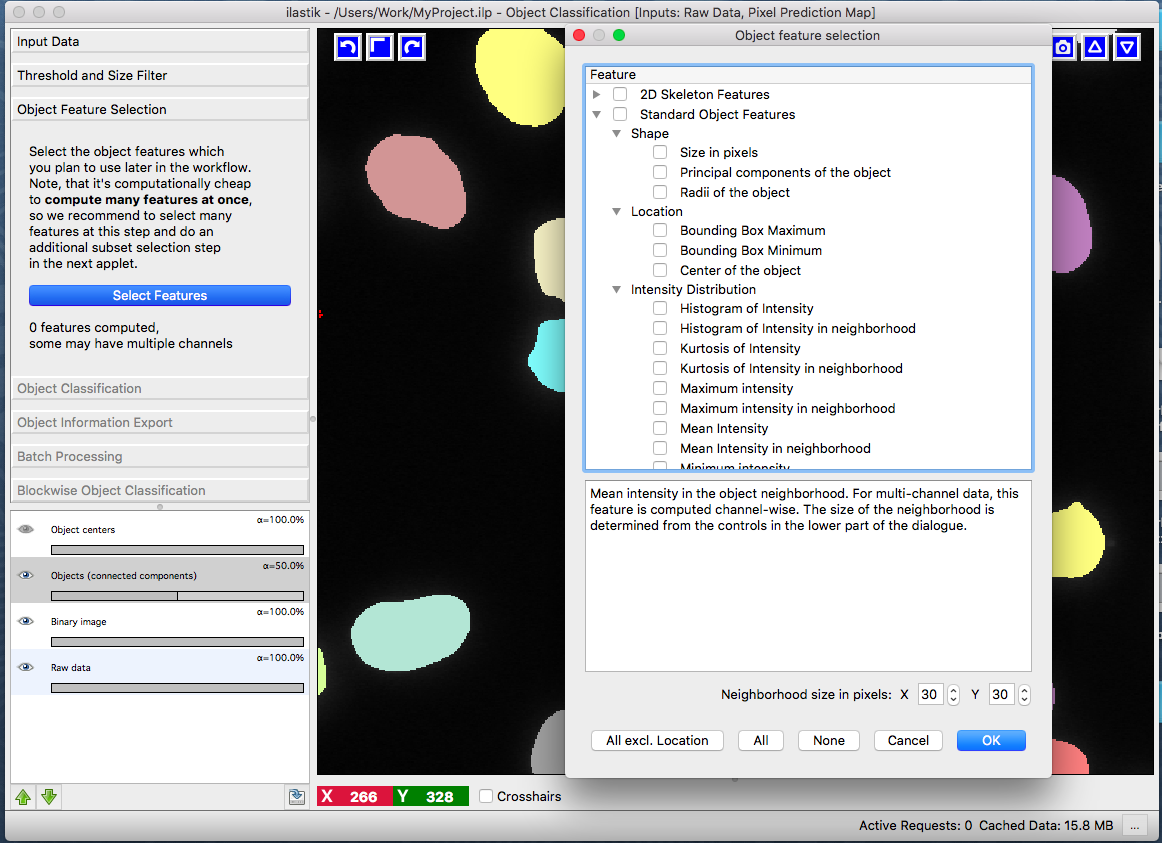 ilastik - /Users/Work/MyProject.ilp - Object Classification [Inputs: Raw Data, Pixel Prediction Map]
Input Data
Threshold and Size Filter
Object Feature Selection
Select the object features which
you plan to use later in the workflow.
Note, that it's computationally cheap
to compute many features at once,
so we recommend to select many
features at this step and do an
additional subset selection step
in the next applet.
Select Features
0 features computed,
some may have multiple channels
Object Classification
Object Information Export
Batch Processing
Blockwise Object Classification
α=100.0%
Object centers
α=50.0%
Objects (connected components)
α=100.0%
Binary image
α=100.0%
Raw data
X 266 Y 328
Crosshairs
Object feature selection
Feature
2D Skeleton Features
Standard Object Features
Shape
Size in pixels
Principal components of the object
Radii of the object
Location
Bounding Box Maximum
Bounding Box Minimum
Center of the object
Intensity Distribution
Histogram of Intensity
Histogram of Intensity in neighborhood
Kurtosis of Intensity
Kurtosis of Intensity in neighborhood
Maximum intensity
Maximum intensity in neighborhood
Mean Intensity
Mean Intensity in neighborhood
Minimum intensity
Mean intensity in the object neighborhood. For multi-channel data, this
feature is computed channel-wise. The size of the neighborhood is
determined from the controls in the lower part of the dialogue.
Neighborhood size in pixels: X 30 Y 30
All excl. Location
All
None
Cancel
OK
Active Requests: 0 Cached Data: 15.8 MB ...